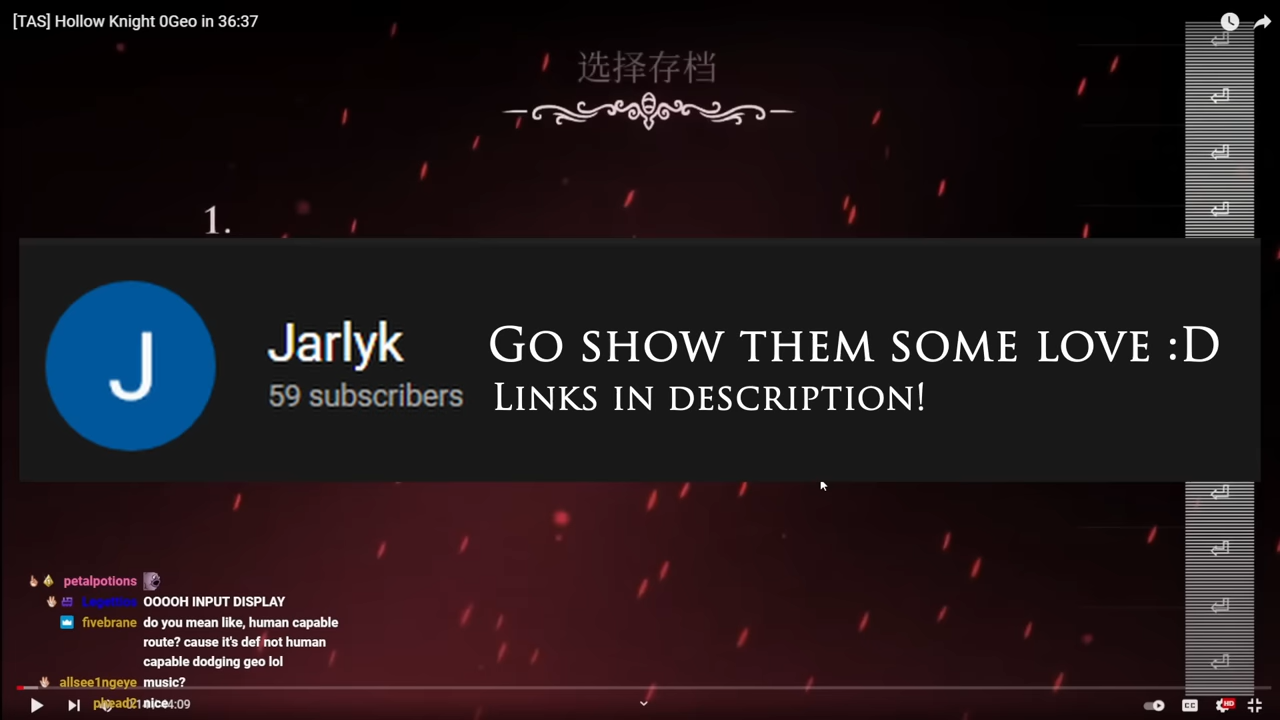 [TAS] Hollow Knight 0Geo in 36:37
选择存档
1.
J
Jarlyk
59 subscribers
GO SHOW THEM SOME LOVE :D
LINKS IN DESCRIPTION!
petalpotions
OOOOH INPUT DISPLAY
fivebrane do you mean like, human capable
route? cause it's def not human
capable dodging geo lol
allsee1ngeye music?
nice
CC
HD